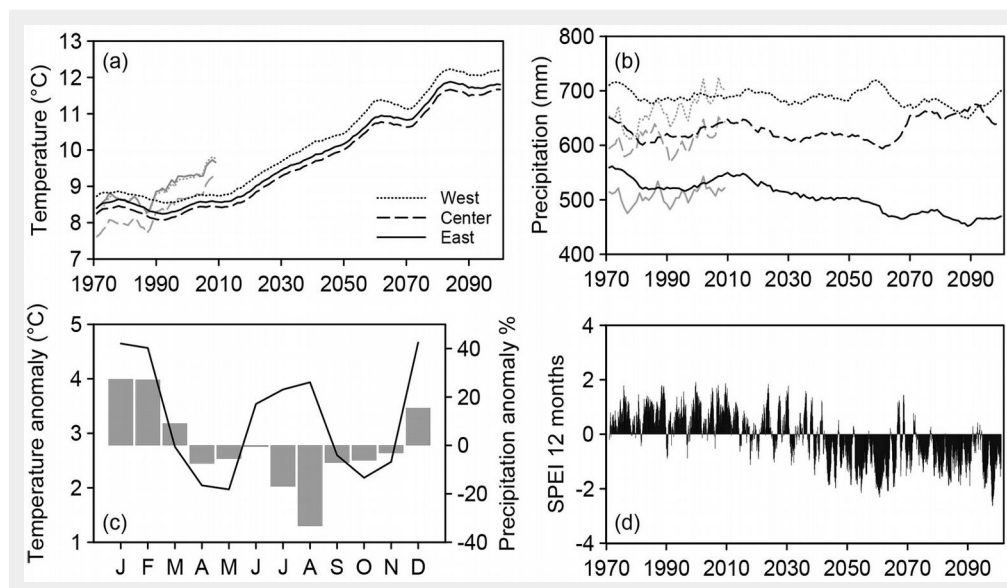 (a)
Temperature (°C)
13
12
11
10
9
8
7
West
Center
East
1970 1990 2010 2030 2050 2070 2090
(b)
Precipitation (mm)
800
700
600
500
400
1970 1990 2010 2030 2050 2070 2090
(c)
Temperature anomaly (°C)
5
4
3
2
1
Precipitation anomaly %
40
20
0
-20
-40
J F M A M J J A S O N D
(d)
SPEI 12 months
4
2
0
-2
-4
1970 1990 2010 2030 2050 2070 2090